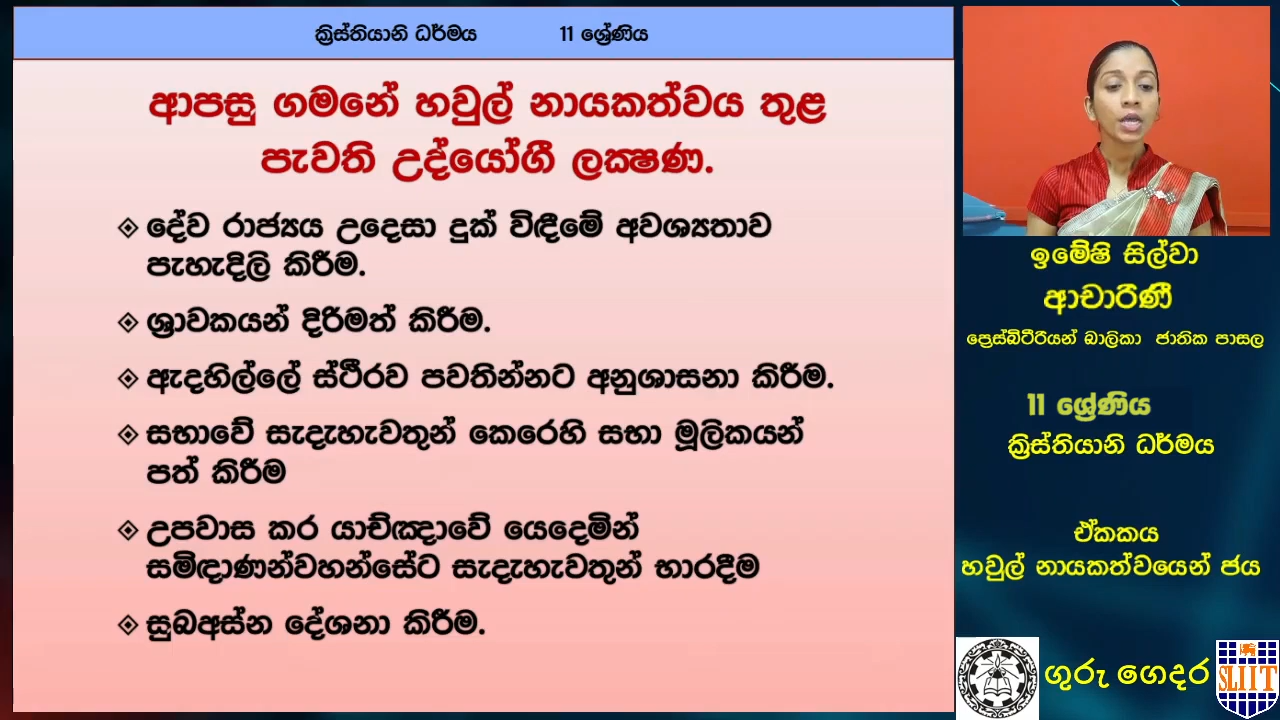 ක්‍රිස්තියානි ධර්මය 11 ශ්‍රේණිය
ආපසු ගමනේ හවුල් නායකත්වය තුළ
පැවති උද්යෝගී ලක්‍ෂණ.
දේව රාජ්‍යය උදෙසා දුක් විඳීමේ අවශ්‍යතාව
පැහැදිලි කිරීම.
ශ්‍රාවකයන් දිරිමත් කිරීම.
ඇදහිල්ලේ ස්ථීරව පවතින්නට අනුශාසනා කිරීම.
සභාවේ සැදැහැවතුන් කෙරෙහි සභා මූලිකයන්
පත් කිරීම
උපවාස කර යාච්ඤාවේ යෙදෙමින්
සමිඳාණන්වහන්සේට සැදැහැවතුන් භාරදීම
සුබඅස්න දේශනා කිරීම.
ඉමේෂි සිල්වා
ආචාරිණී
ප්‍රෙස්බිටීරියන් බාලිකා ජාතික පාසල
11 ශ්‍රේණිය
ක්‍රිස්තියානි ධර්මය
ඒකකය
හවුල් නායකත්වයෙන් ජය
ගුරු ගෙදර
SLIIT